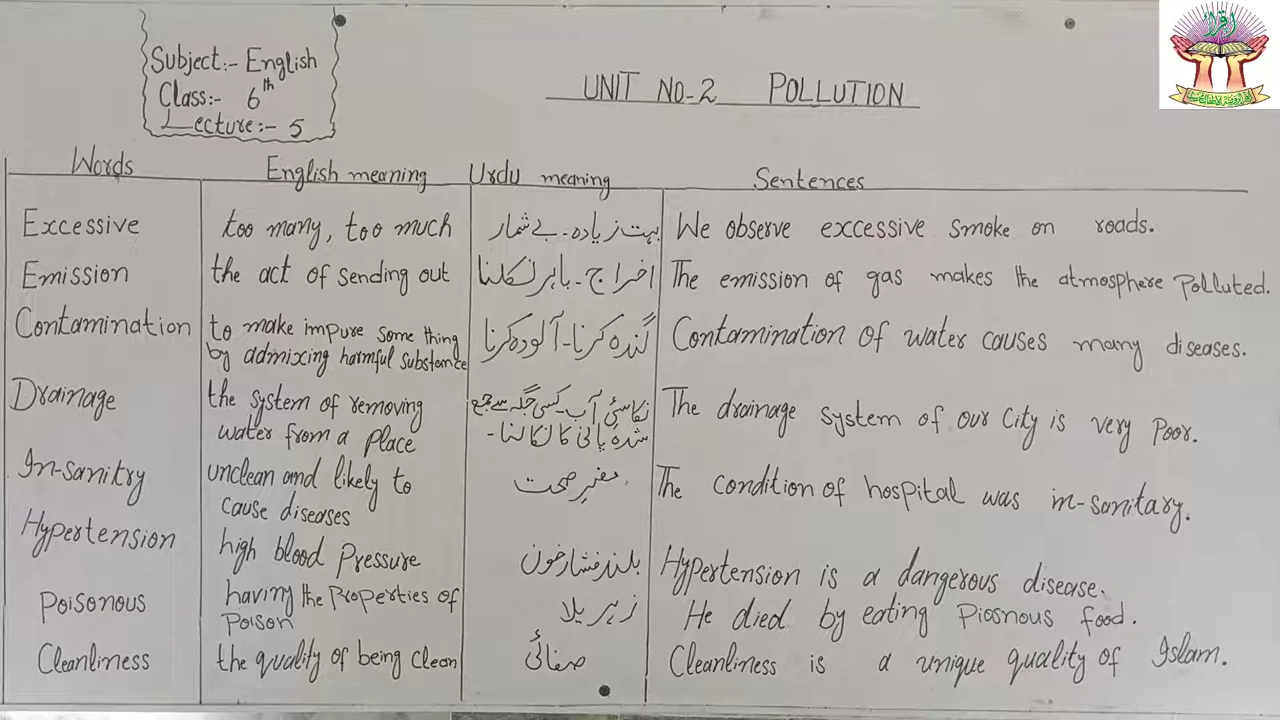 Subject:- English
Class:- 6th
Lecture:- 5
UNIT NO-2 POLLUTION
Words English meaning Urdu meaning Sentences
Excessive too many, too much بہت زیادہ۔ بے شمار We observe excessive smoke on roads.
Emission the act of sending out اخراج۔ باہر نکلنا The emission of gas makes the atmosphere polluted.
Contamination to make impure some thing گندہ کرنا۔ آلودہ کرنا Contamination of water causes many diseases.
by admixing harmful substance
Drainage the system of removing نکاسئ آب۔ کسی جگہ سے جمع The drainage system of our City is very Poor.
water from a place شدہ پانی کا نکالنا۔
In-sanitry unclean and likely to مضر صحت The condition of hospital was in-sanitary.
cause diseases
Hypertension high blood Pressure بلند فشار خون Hypertension is a dangerous disease.
Poisonous having the Properties of زہریلا He died by eating Piosnous food.
Poison
Cleanliness the quality of being clean صفائی Cleanliness is a unique quality of Islam.
اقرأ